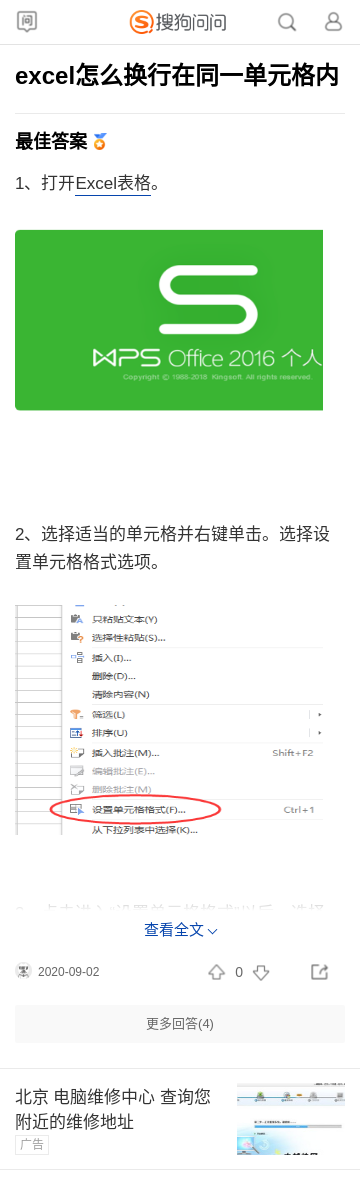 搜狗问问
excel怎么换行在同一单元格内
最佳答案
1、打开Excel表格。
WPS Office 2016 个人
Copyright © 1988-2018 Kingsoft. All rights reserved.
2、选择适当的单元格并右键单击。选择设
置单元格格式选项。
只粘贴文本(Y)
选择性粘贴(S)...
插入(I)...
删除(D)...
清除内容(N)
筛选(L)
排序(U)
插入批注(M)... Shift+F2
编辑批注(E)...
删除批注(M)
设置单元格格式(F)... Ctrl+1
从下拉列表中选择(K)...
查看全文
2020-09-02 0
更多回答(4)
北京 电脑维修中心 查询您
附近的维修地址
广告